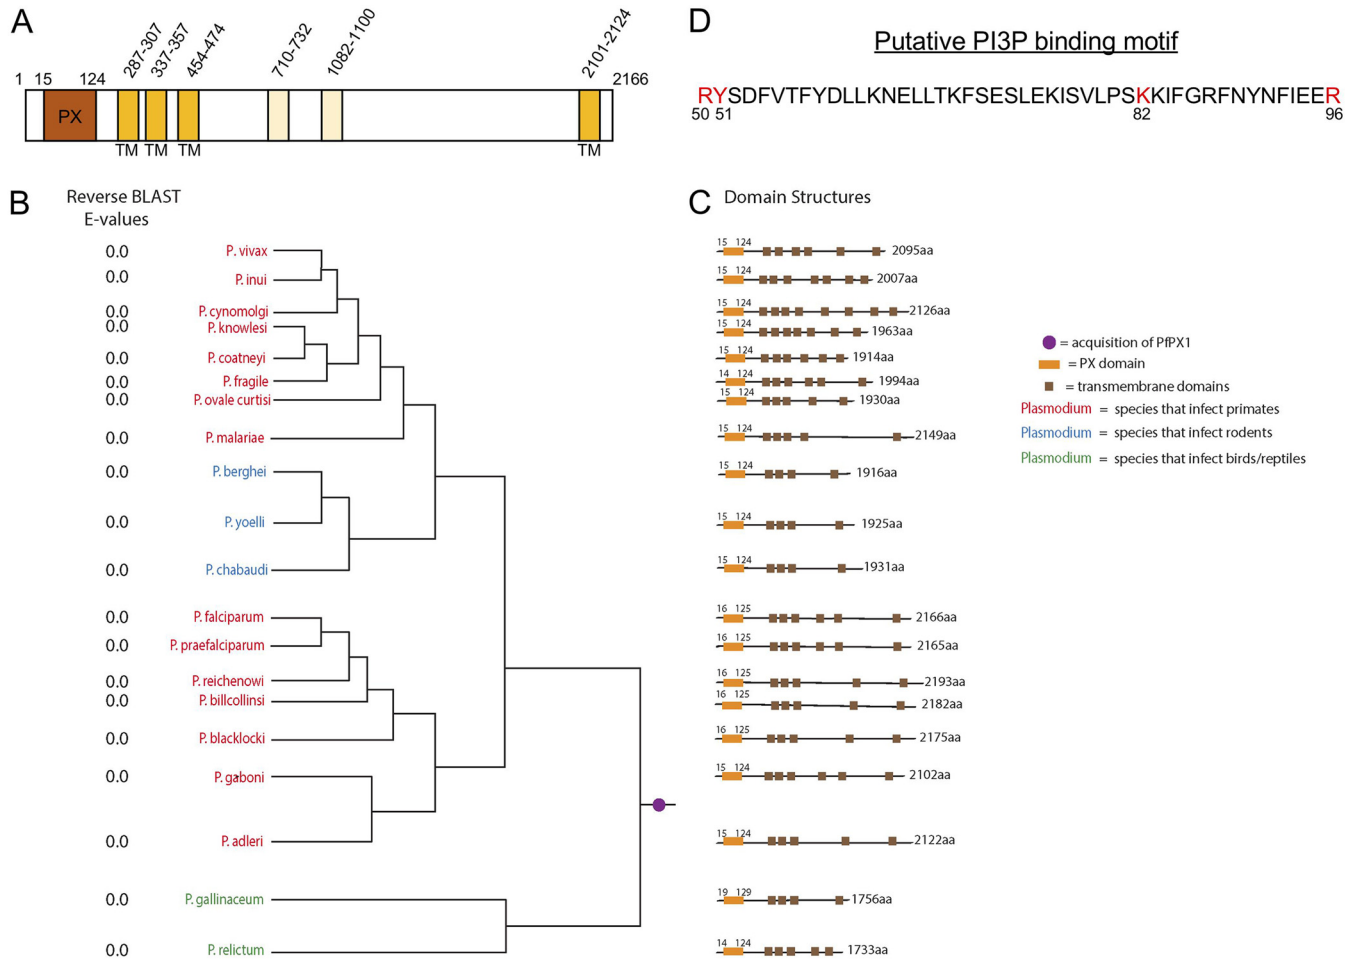 A
287-307
337-357
454-474
710-732
1082-1100
2101-2124
1 15 124 2166
PX
TM TM TM TM
D
Putative PI3P binding motif
RYSDFVTFYDLLKNELLTKFSESLEKISVLPSKKIFGRFNYNFIEER
50 51 82 96
B
Reverse BLAST
E-values
0.0 P. vivax
0.0 P. inui
0.0 P. cynomolgi
0.0 P. knowlesi
0.0 P. coatneyi
0.0 P. fragile
0.0 P. ovale curtisi
0.0 P. malariae
0.0 P. berghei
0.0 P. yoelli
0.0 P. chabaudi
0.0 P. falciparum
0.0 P. praefalciparum
0.0 P. reichenowi
0.0 P. billcollinsi
0.0 P. blacklocki
0.0 P. gaboni
0.0 P. adleri
0.0 P. gallinaceum
0.0 P. relictum
C Domain Structures
15 124 2095aa
15 124 2007aa
15 124 2126aa
15 124 1963aa
15 124 1914aa
14 124 1994aa
15 124 1930aa
15 124 2149aa
15 124 1916aa
15 124 1925aa
15 124 1931aa
16 125 2166aa
16 125 2165aa
16 125 2193aa
16 125 2182aa
16 125 2175aa
15 124 2102aa
15 124 2122aa
19 129 1756aa
14 124 1733aa
= acquisition of PfPX1
= PX domain
= transmembrane domains
Plasmodium = species that infect primates
Plasmodium = species that infect rodents
Plasmodium = species that infect birds/reptiles